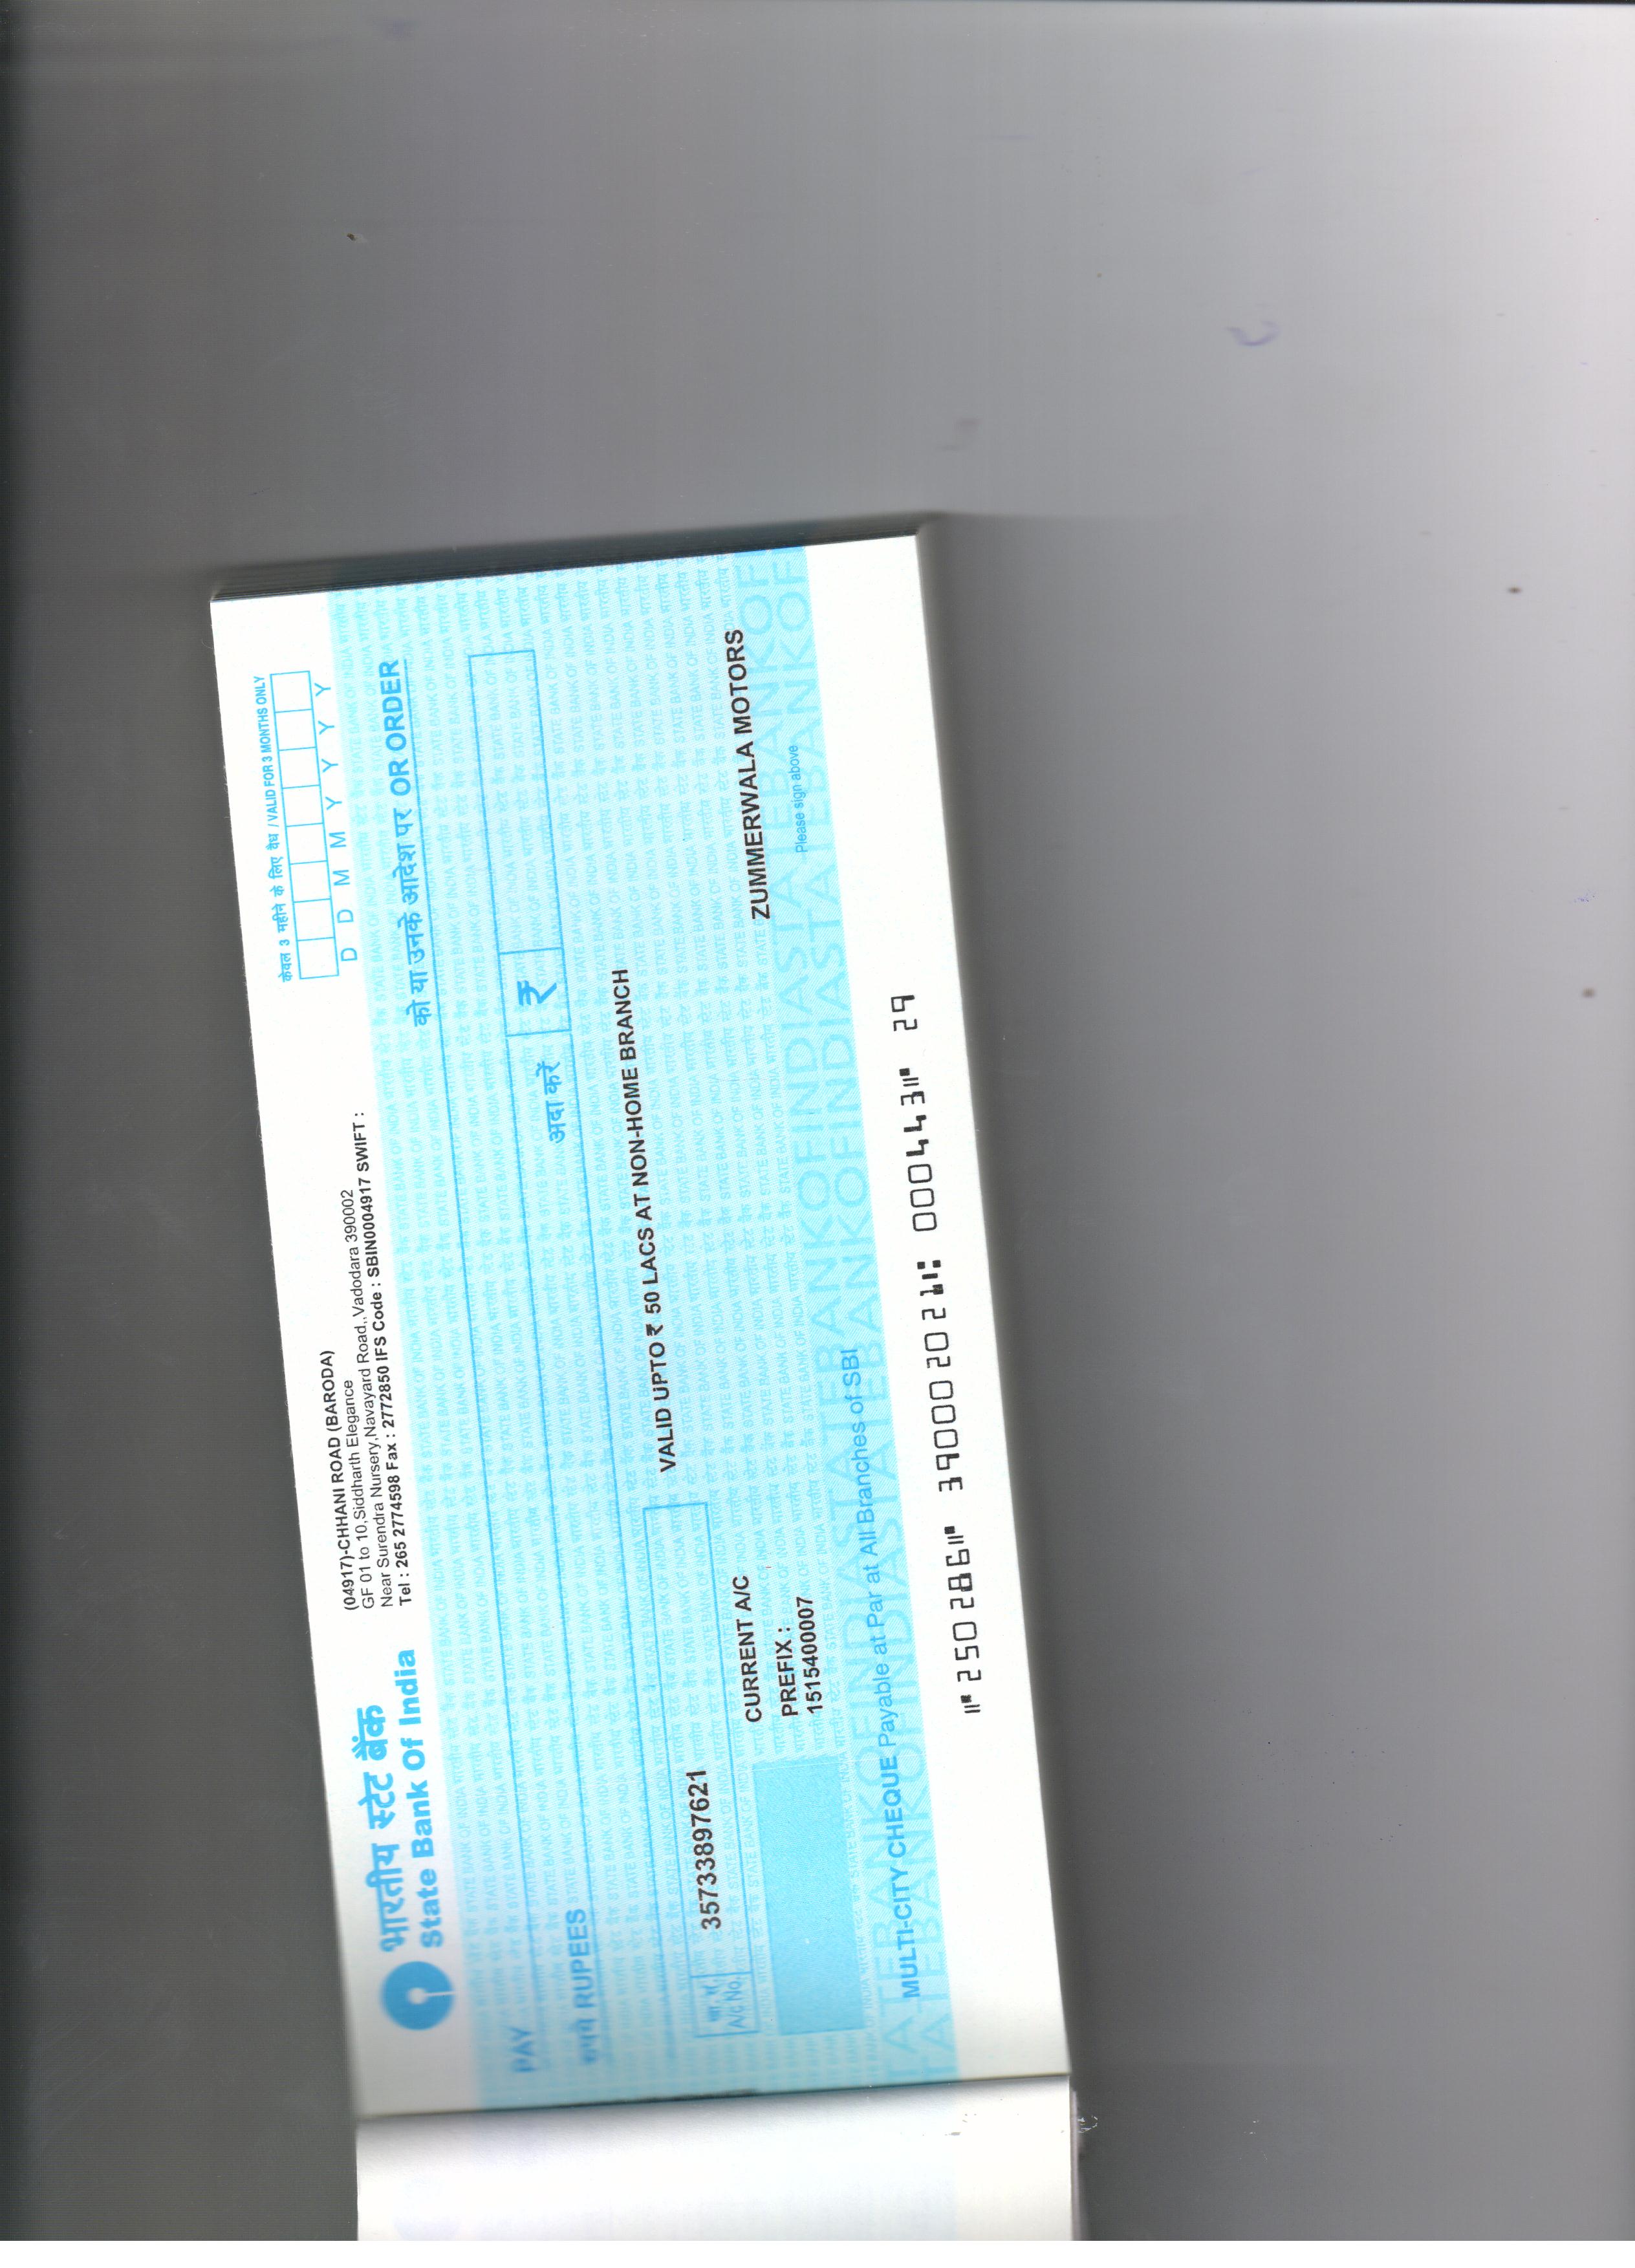 भारतीय स्टेट बैंक
State Bank Of India
(04917)-CHHANI ROAD (BARODA)
GF 01 to 10,Siddharth Elegance
Near Surendra Nursery,Navayard Road,,Vadodara 390002
Tel : 265 2774598 Fax : 2772850 IFS Code : SBIN0004917 SWIFT :
केवल 3 महीने के लिए वैध / VALID FOR 3 MONTHS ONLY
D D M M Y Y Y Y
PAY
को या उनके आदेश पर OR ORDER
रुपये RUPEES
अदा करें ₹
A/c No. 35733897621
VALID UPTO ₹ 50 LACS AT NON-HOME BRANCH
CURRENT A/C
PREFIX :
151540007
ZUMMERWALA MOTORS
Please sign above
MULTI-CITY CHEQUE Payable at Par at All Branches of SBI
⑈250286⑈ 390002021⑆ 000443⑈ 29